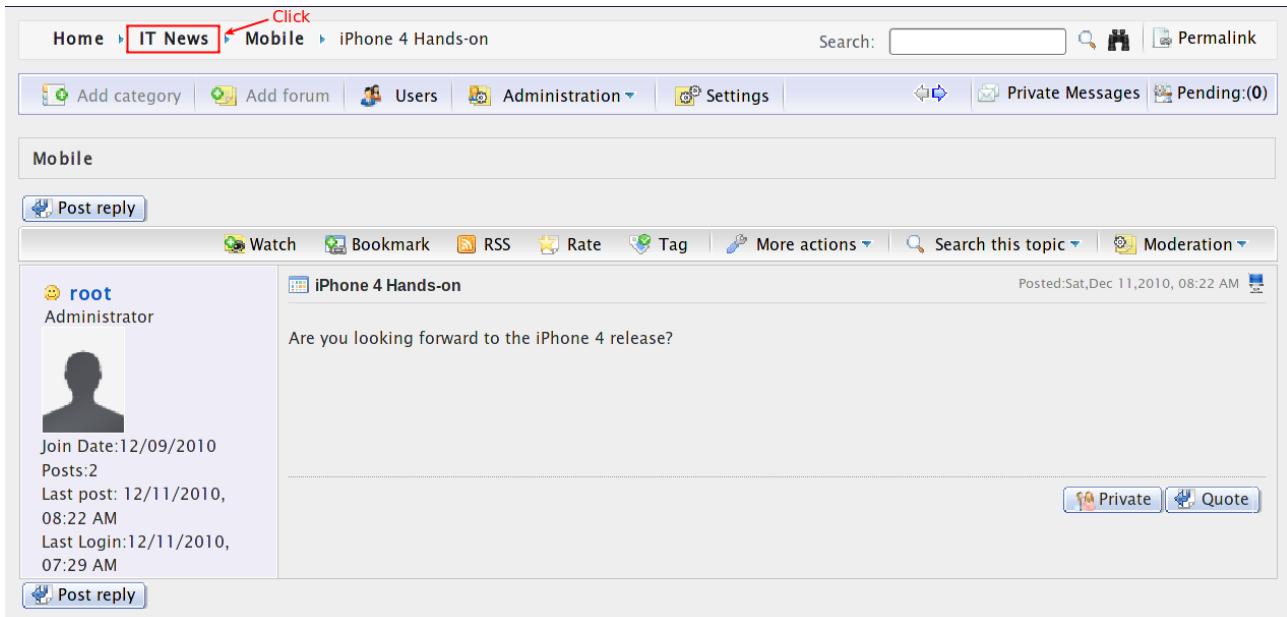 Click
Home IT News Mobile iPhone 4 Hands-on Search: Permalink
Add category Add forum Users Administration Settings Private Messages Pending:(0)
Mobile
Post reply
Watch Bookmark RSS Rate Tag More actions Search this topic Moderation
root
Administrator
iPhone 4 Hands-on Posted:Sat,Dec 11,2010, 08:22 AM
Are you looking forward to the iPhone 4 release?
Join Date:12/09/2010
Posts:2
Last post: 12/11/2010,
08:22 AM
Last Login:12/11/2010,
07:29 AM
Private Quote
Post reply